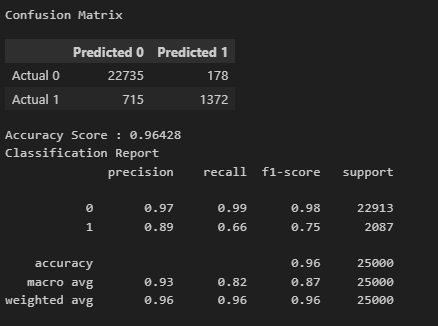 Confusion Matrix
Predicted 0 Predicted 1
Actual 0 22735 178
Actual 1 715 1372
Accuracy Score : 0.96428
Classification Report
precision recall f1-score support
0 0.97 0.99 0.98 22913
1 0.89 0.66 0.75 2087
accuracy 0.96 25000
macro avg 0.93 0.82 0.87 25000
weighted avg 0.96 0.96 0.96 25000